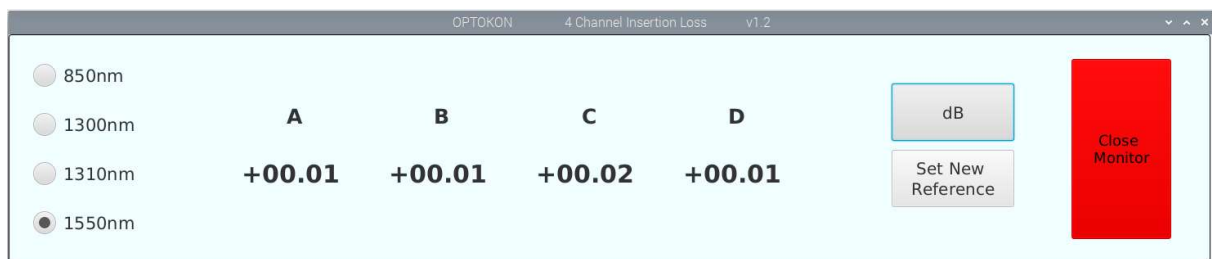 OPTOKON 4 Channel Insertion Loss v1.2
850nm
1300nm
1310nm
1550nm
A B C D
+00.01 +00.01 +00.02 +00.01
dB
Set New
Reference
Close
Monitor